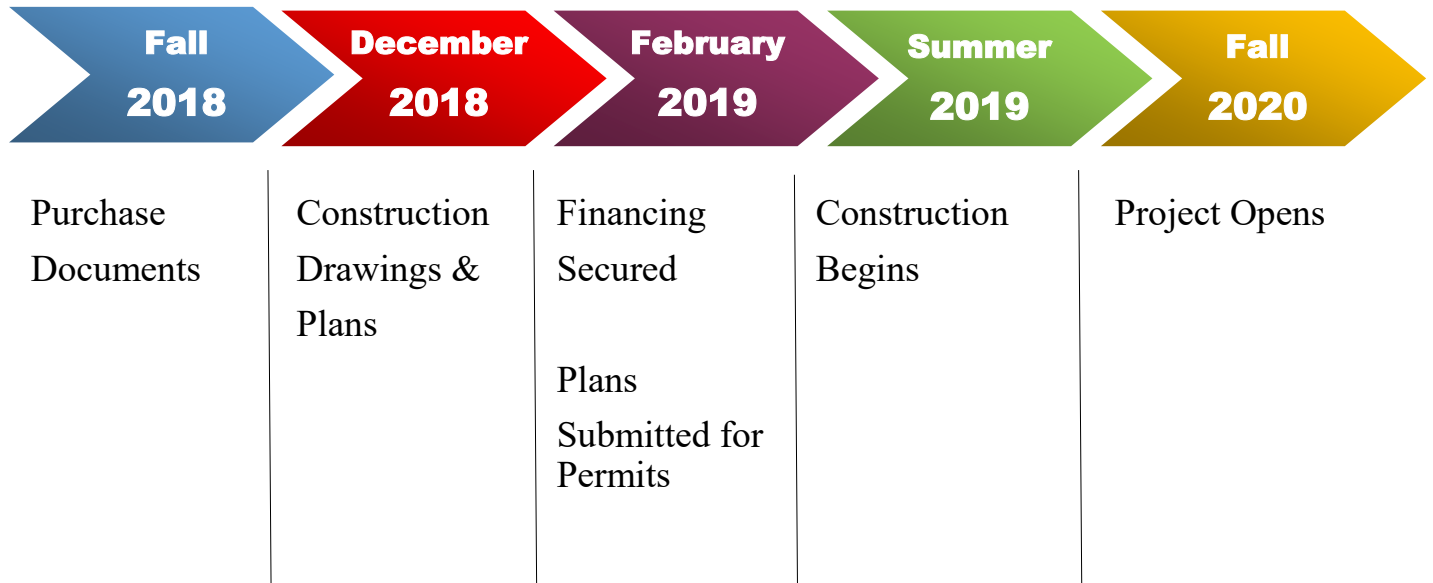 Fall
2018
December
2018
February
2019
Summer
2019
Fall
2020
Purchase
Documents
Construction
Drawings &
Plans
Financing
Secured
Plans
Submitted for
Permits
Construction
Begins
Project Opens